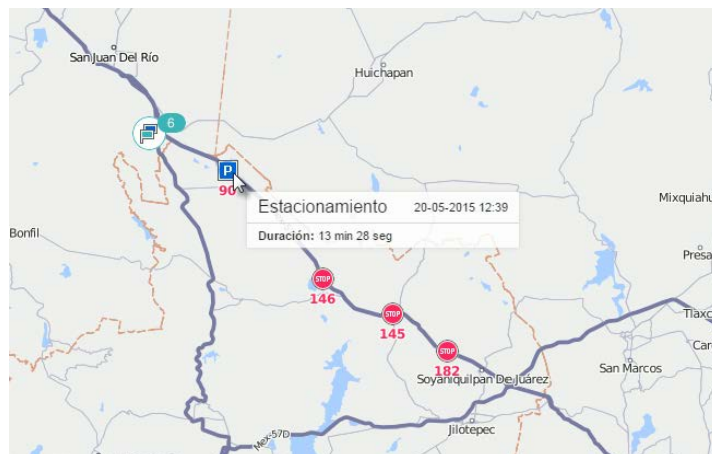 San Juan Del Río
Huichapan
6
P
90
Estacionamiento 20-05-2015 12:39
Duración: 13 min 28 seg
Mixquiahu
Bonfil
Presa
STOP
146
STOP
145
STOP
182
Tlaxc
Car
San Marcos
Soyaniquilpan De Juárez
Jilotepec
Mex-57D